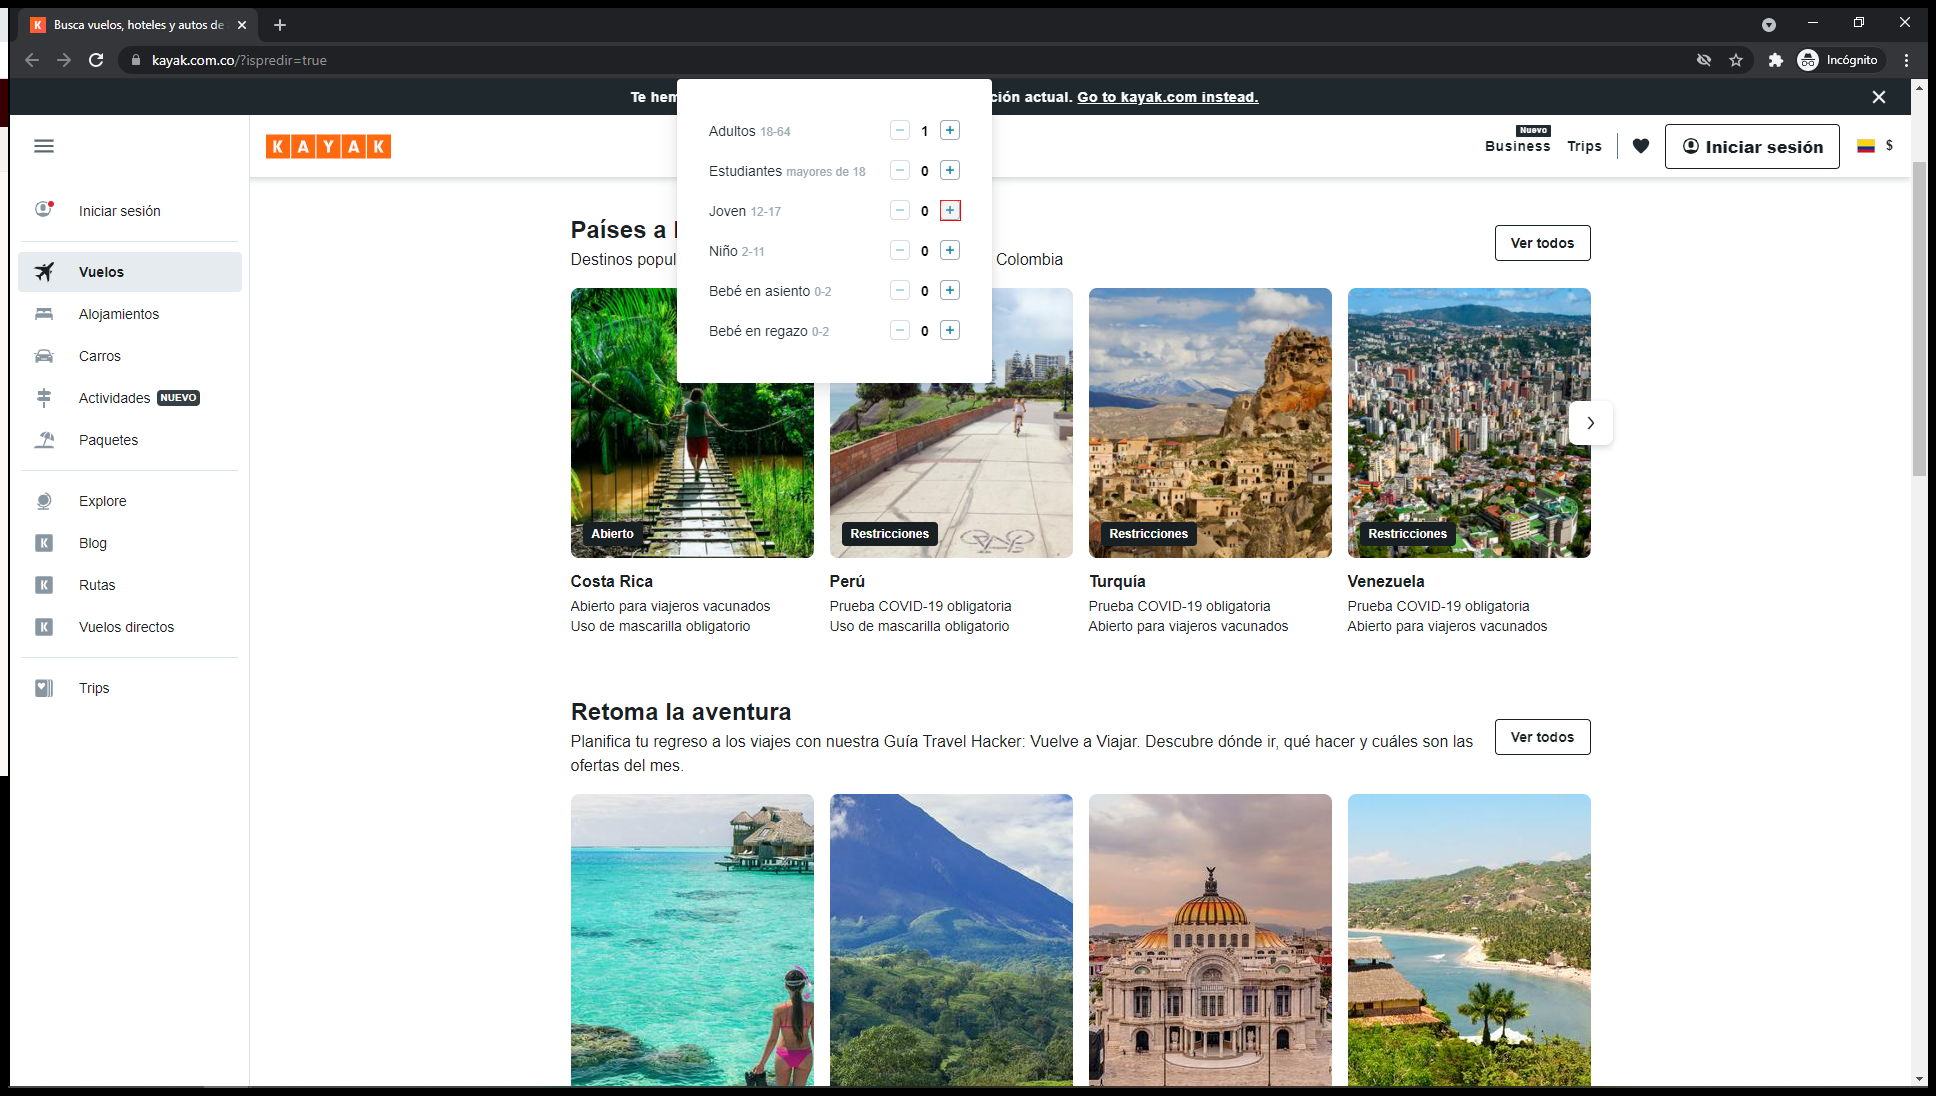 Busca vuelos, hoteles y autos de
kayak.com.co/?ispredir=true
Incógnito
Te hem
ción actual. Go to kayak.com instead.
KAYAK
Nuevo
Business
Trips
Iniciar sesión
$
Adultos 18-64
1
Estudiantes mayores de 18
0
Joven 12-17
0
Niño 2-11
0
Bebé en asiento 0-2
0
Bebé en regazo 0-2
0
Iniciar sesión
Vuelos
Alojamientos
Carros
Actividades NUEVO
Paquetes
Explore
Blog
Rutas
Vuelos directos
Trips
Países a
Destinos popul
Colombia
Ver todos
Abierto
Restricciones
Restricciones
Restricciones
Costa Rica
Abierto para viajeros vacunados
Uso de mascarilla obligatorio
Perú
Prueba COVID-19 obligatoria
Uso de mascarilla obligatorio
Turquía
Prueba COVID-19 obligatoria
Abierto para viajeros vacunados
Venezuela
Prueba COVID-19 obligatoria
Abierto para viajeros vacunados
Retoma la aventura
Planifica tu regreso a los viajes con nuestra Guía Travel Hacker: Vuelve a Viajar. Descubre dónde ir, qué hacer y cuáles son las
ofertas del mes.
Ver todos